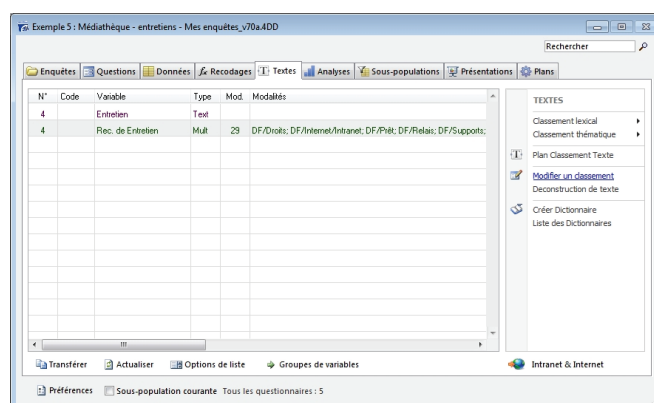 Exemple 5 : Médiathèque - entretiens - Mes enquêtes_v70a.4DD
Rechercher
Enquêtes Questions Données fx Recodages Textes Analyses Sous-populations Présentations Plans
N° Code Variable Type Mod. Modalités
4 Entretien Text
4 Rec. de Entretien Mult 29 DF/Droits; DF/Internet/Intranet; DF/Prêt; DF/Relais; DF/Supports;
TEXTES
Classement lexical
Classement thématique
Plan Classement Texte
Modifier un classement
Deconstruction de texte
Créer Dictionnaire
Liste des Dictionnaires
Transférer Actualiser Options de liste Groupes de variables Intranet & Internet
Préférences Sous-population courante Tous les questionnaires : 5